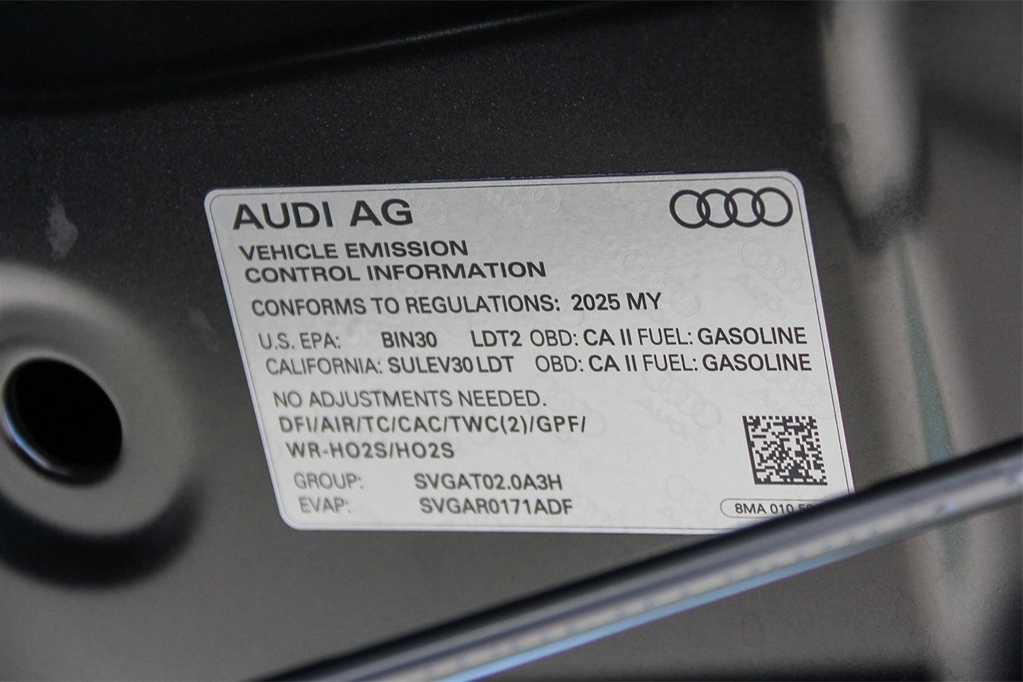 AUDI AG
VEHICLE EMISSION
CONTROL INFORMATION
CONFORMS TO REGULATIONS: 2025 MY
U.S. EPA: BIN30 LDT2 OBD: CA II FUEL: GASOLINE
CALIFORNIA: SULEV30 LDT OBD: CA II FUEL: GASOLINE
NO ADJUSTMENTS NEEDED.
DFI/AIR/TC/CAC/TWC(2)/GPF/
WR-HO2S/HO2S
GROUP: SVGAT02.0A3H
EVAP: SVGAR0171ADF
8MA 010